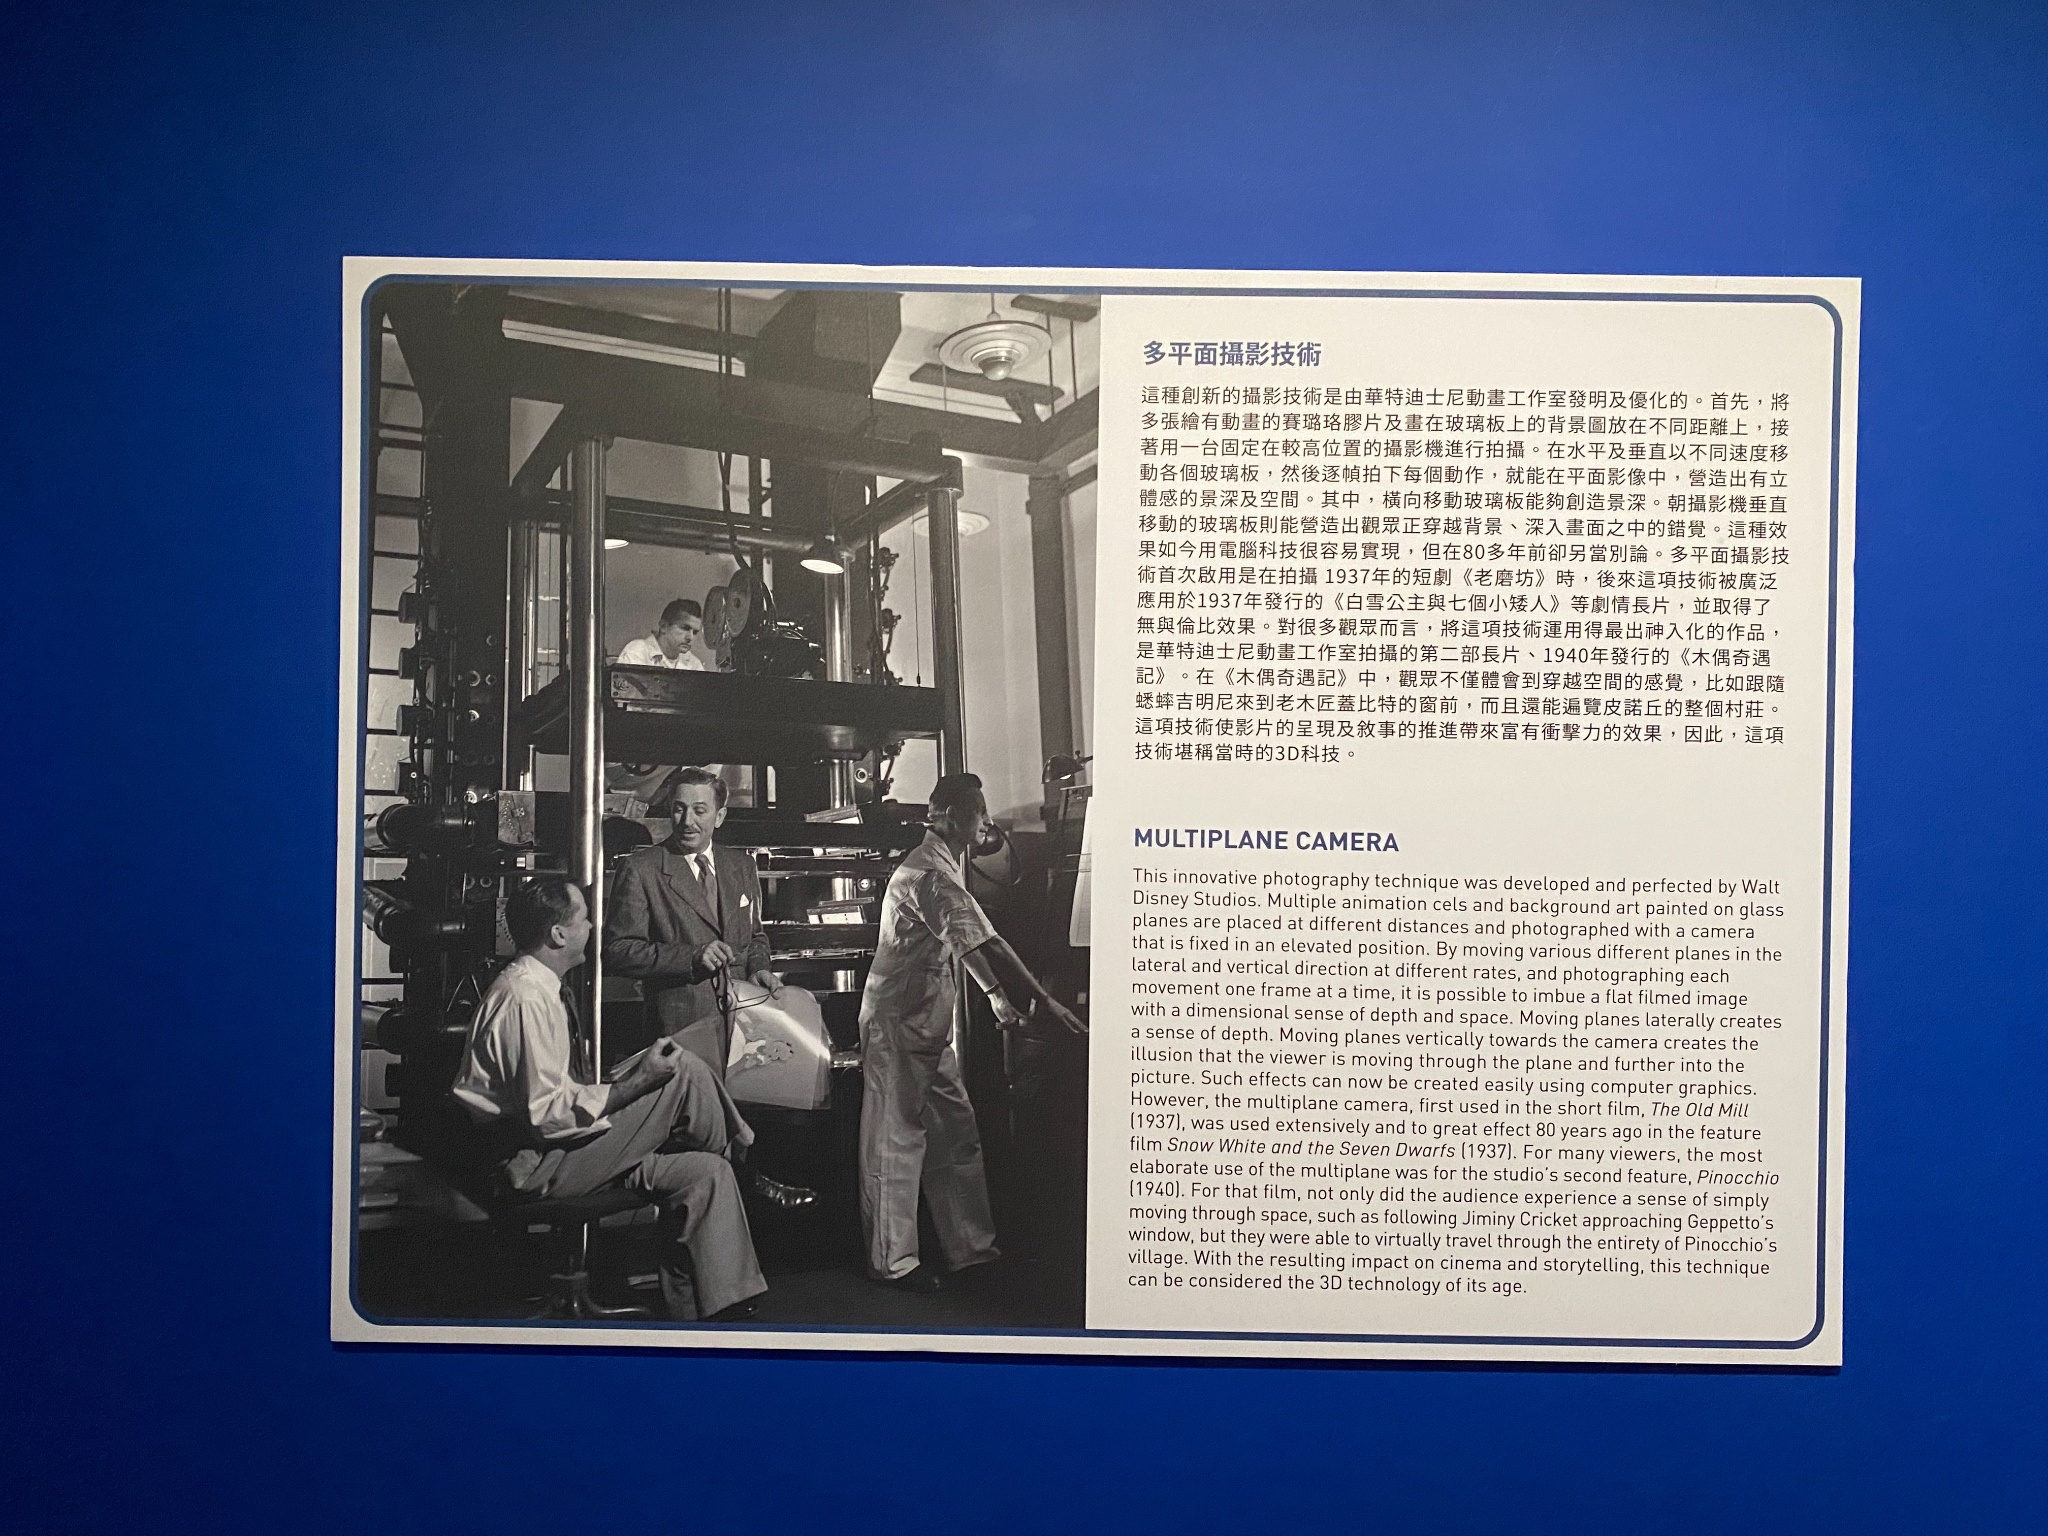 多平面攝影技術
這種創新的攝影技術是由華特迪士尼動畫工作室發明及優化的。首先，將
多張繪有動畫的賽璐珞膠片及畫在玻璃板上的背景圖放在不同距離上，接
著用一台固定在較高位置的攝影機進行拍攝。在水平及垂直以不同速度移
動各個玻璃板，然後逐幀拍下每個動作，就能在平面影像中，營造出有立
體感的景深及空間。其中，橫向移動玻璃板能夠創造景深。朝攝影機垂直
移動的玻璃板則能營造出觀眾正穿越背景、深入畫面之中的錯覺。這種效
果如今用電腦科技很容易實現，但在80多年前卻另當別論。多平面攝影技
術首次啟用是在拍攝 1937年的短劇《老磨坊》時，後來這項技術被廣泛
應用於1937年發行的《白雪公主與七個小矮人》等劇情長片，並取得了
無與倫比效果。對很多觀眾而言，將這項技術運用得最出神入化的作品，
是華特迪士尼動畫工作室拍攝的第二部長片、1940年發行的《木偶奇遇
記》。在《木偶奇遇記》中，觀眾不僅體會到穿越空間的感覺，比如跟隨
蟋蟀吉明尼來到老木匠蓋比特的窗前，而且還能遍覽皮諾丘的整個村莊。
這項技術使影片的呈現及敘事的推進帶來富有衝擊力的效果，因此，這項
技術堪稱當時的3D科技。
MULTIPLANE CAMERA
This innovative photography technique was developed and perfected by Walt
Disney Studios. Multiple animation cels and background art painted on glass
planes are placed at different distances and photographed with a camera
that is fixed in an elevated position. By moving various different planes in the
lateral and vertical direction at different rates, and photographing each
movement one frame at a time, it is possible to imbue a flat filmed image
with a dimensional sense of depth and space. Moving planes laterally creates
a sense of depth. Moving planes vertically towards the camera creates the
illusion that the viewer is moving through the plane and further into the
picture. Such effects can now be created easily using computer graphics.
However, the multiplane camera, first used in the short film, The Old Mill
(1937), was used extensively and to great effect 80 years ago in the feature
film Snow White and the Seven Dwarfs (1937). For many viewers, the most
elaborate use of the multiplane was for the studio's second feature, Pinocchio
(1940). For that film, not only did the audience experience a sense of simply
moving through space, such as following Jiminy Cricket approaching Geppetto's
window, but they were able to virtually travel through the entirety of Pinocchio's
village. With the resulting impact on cinema and storytelling, this technique
can be considered the 3D technology of its age.